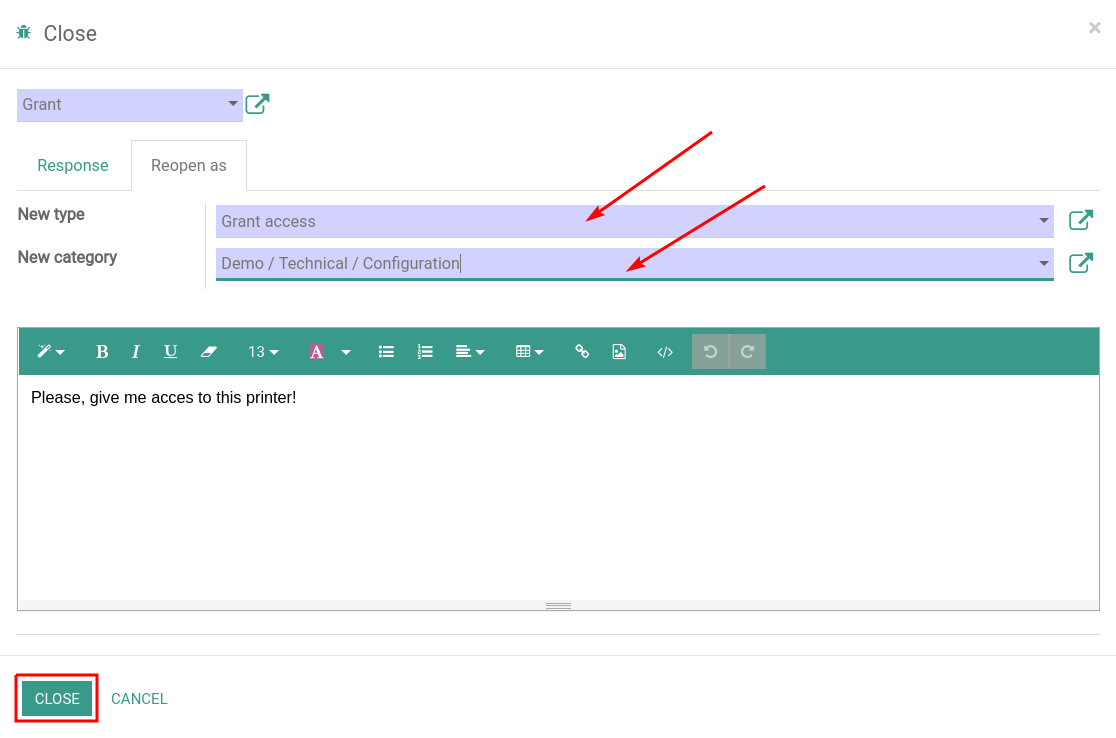 Close
×
Grant
Response Reopen as
New type Grant access
New category Demo / Technical / Configuration
B I U 13 A </>
Please, give me acces to this printer!
CLOSE CANCEL